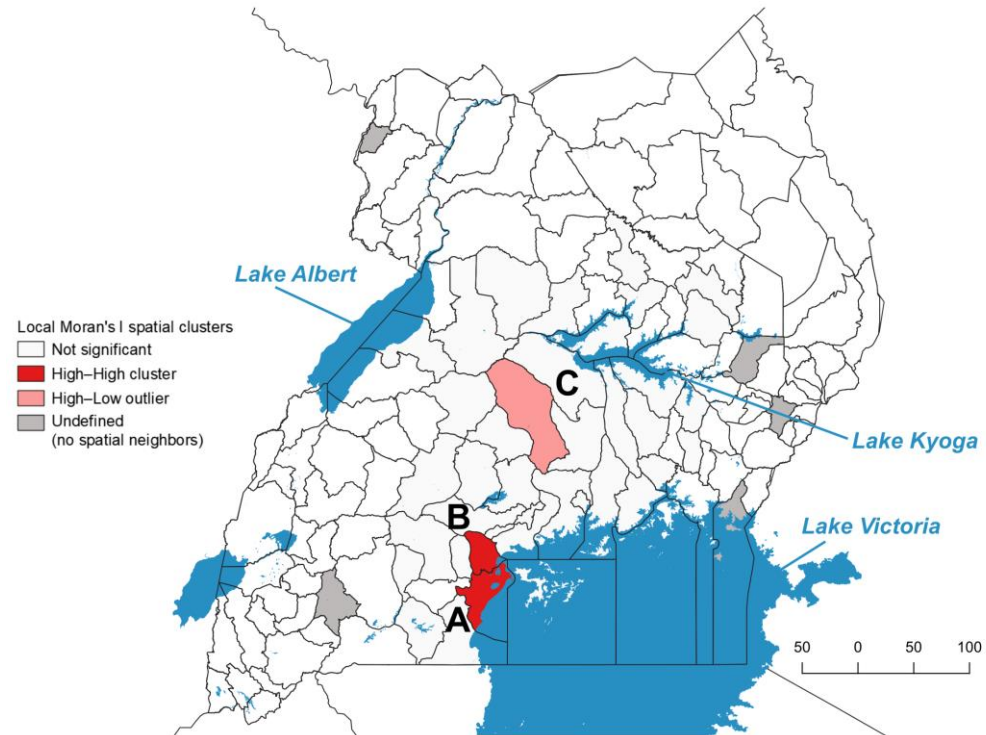 Lake Albert
Local Moran's I spatial clusters
Not significant
High–High cluster
High–Low outlier
Undefined
(no spatial neighbors)
C
Lake Kyoga
B
Lake Victoria
A
50 0 50 100